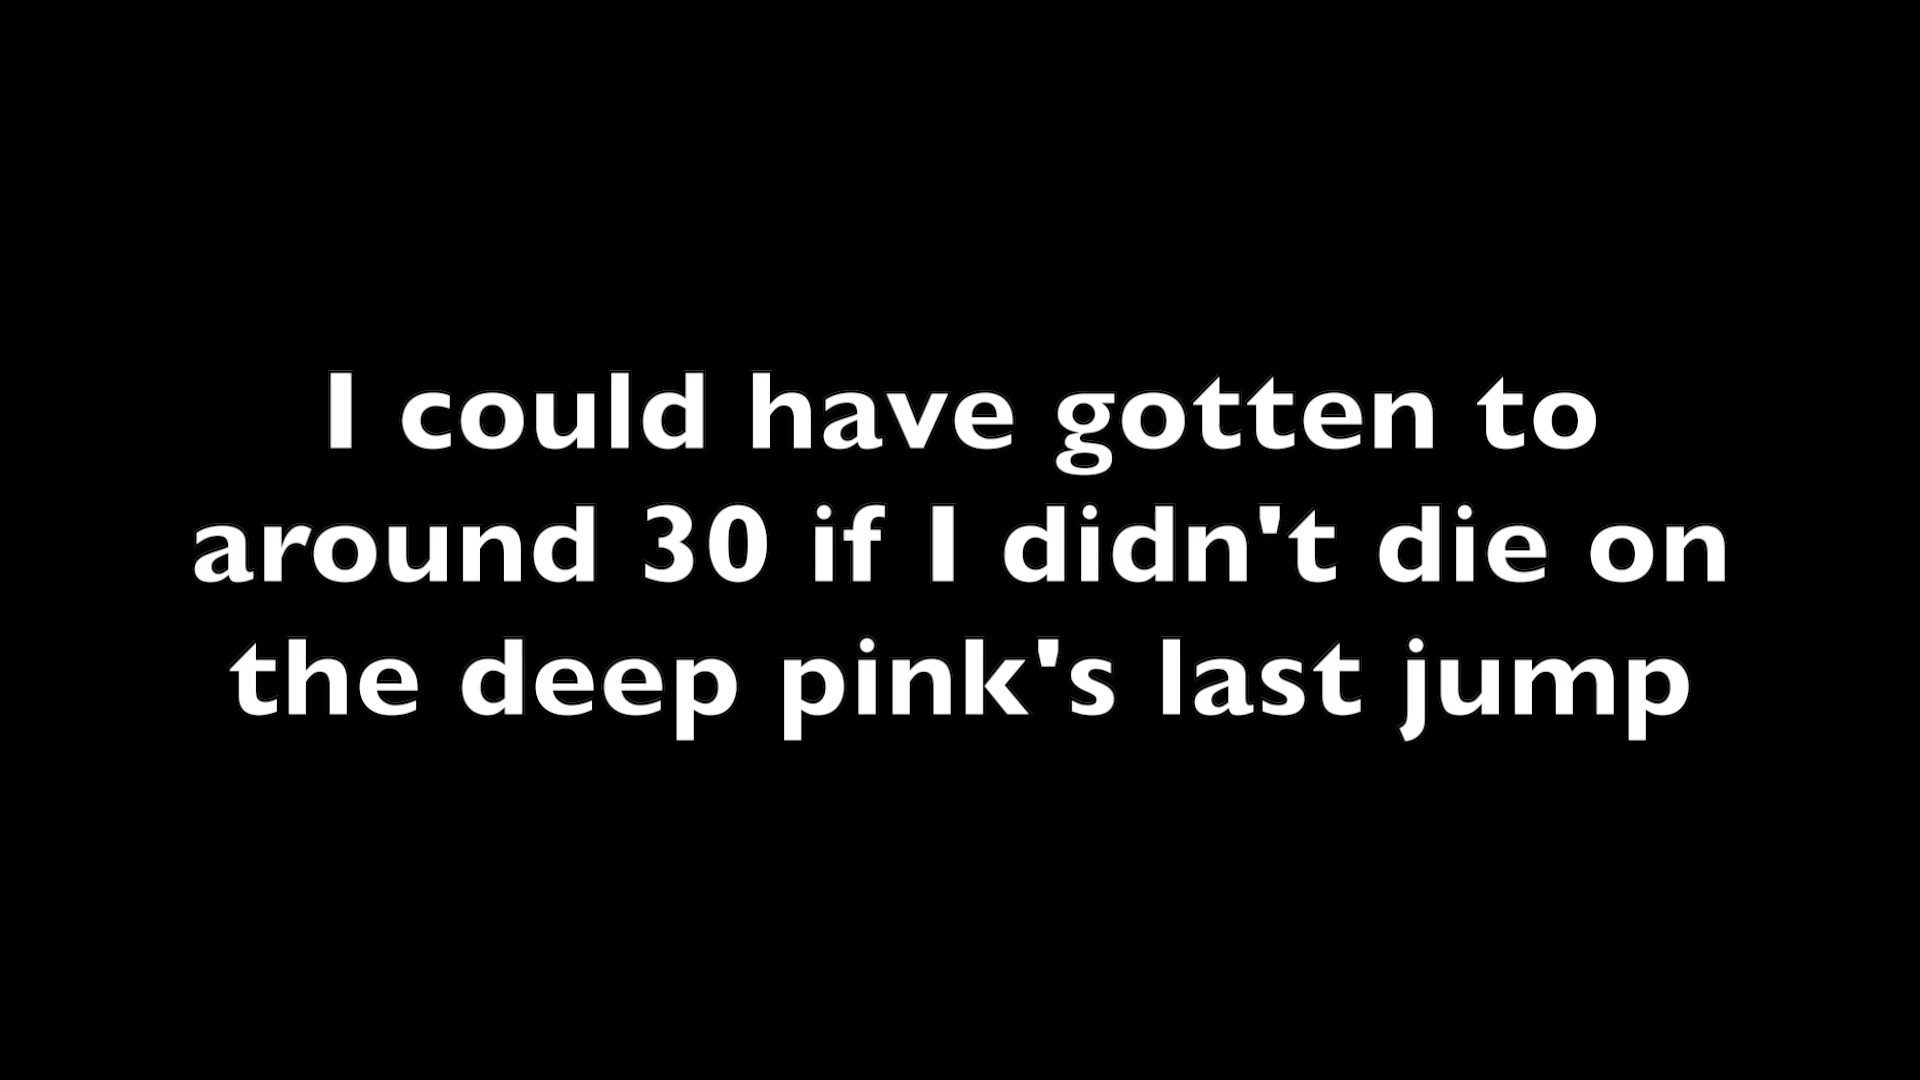 I could have gotten to
around 30 if I didn't die on
the deep pink's last jump